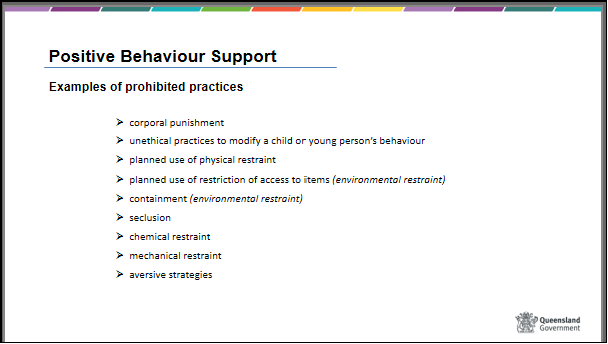 Positive Behaviour Support
Examples of prohibited practices
➢ corporal punishment
➢ unethical practices to modify a child or young person's behaviour
➢ planned use of physical restraint
➢ planned use of restriction of access to items (environmental restraint)
➢ containment (environmental restraint)
➢ seclusion
➢ chemical restraint
➢ mechanical restraint
➢ aversive strategies
Queensland
Government